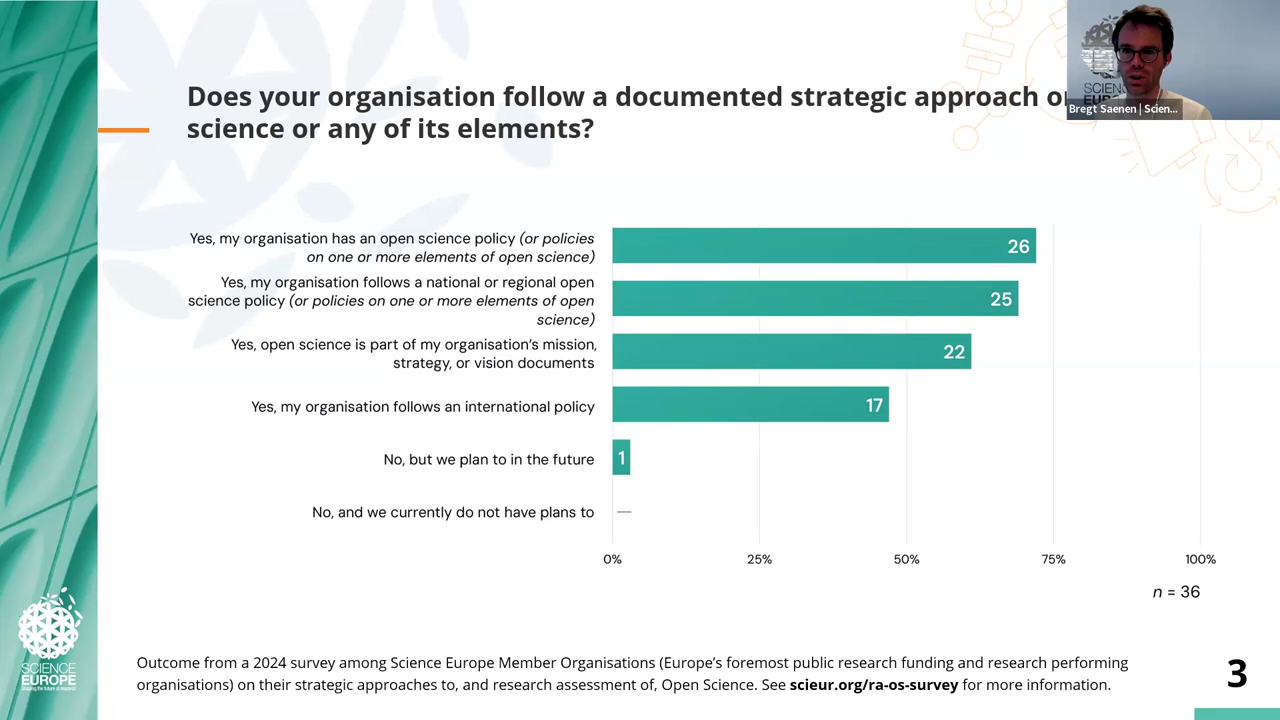 Does your organisation follow a documented strategic approach
science or any of its elements?
Bregt Saenen | Scien...
Yes, my organisation has an open science policy (or policies
on one or more elements of open science)
26
Yes, my organisation follows a national or regional open
science policy (or policies on one or more elements of open
science)
25
Yes, open science is part of my organisation's mission,
strategy, or vision documents
22
Yes, my organisation follows an international policy
17
No, but we plan to in the future
1
No, and we currently do not have plans to
—
0%
25%
50%
75%
100%
n = 36
SCIENCE
EUROPE
Shaping the future of research
Outcome from a 2024 survey among Science Europe Member Organisations (Europe's foremost public research funding and research performing
organisations) on their strategic approaches to, and research assessment of, Open Science. See scieur.org/ra-os-survey for more information.
3